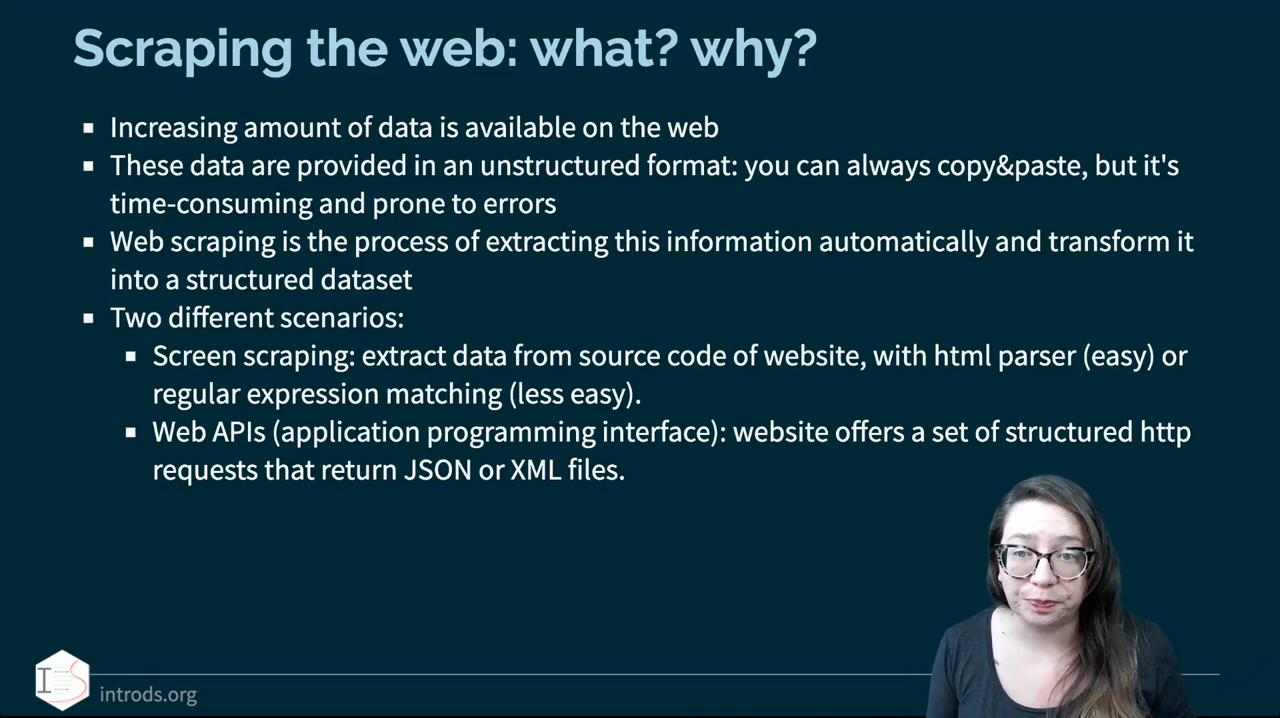 Scraping the web: what? why?
Increasing amount of data is available on the web
These data are provided in an unstructured format: you can always copy&paste, but it's
time-consuming and prone to errors
Web scraping is the process of extracting this information automatically and transform it
into a structured dataset
Two different scenarios:
Screen scraping: extract data from source code of website, with html parser (easy) or
regular expression matching (less easy).
Web APIs (application programming interface): website offers a set of structured http
requests that return JSON or XML files.
IDS
introds.org